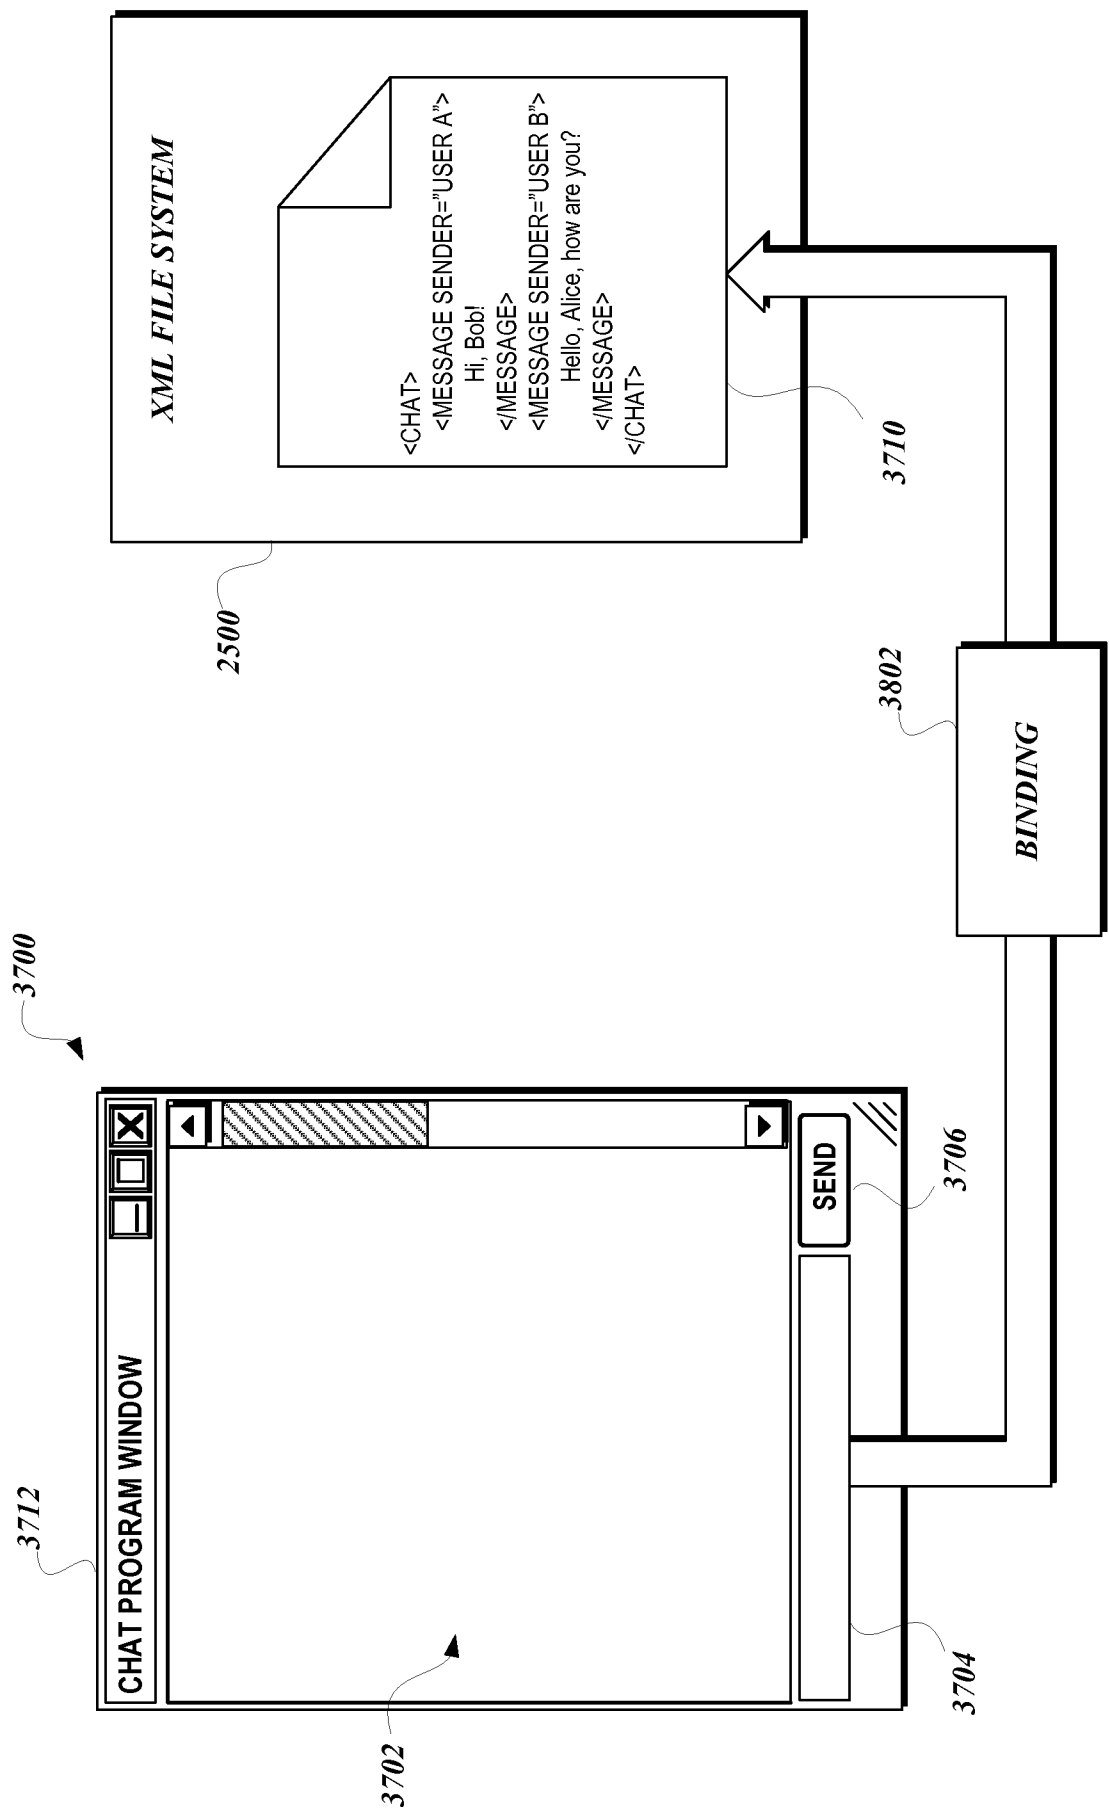 3700
3712
CHAT PROGRAM WINDOW
3702
SEND
3704
3706
3802
BINDING
2500
XML FILE SYSTEM
<CHAT>
<MESSAGE SENDER=”USER A”>
Hi, Bob!
</MESSAGE>
<MESSAGE SENDER=”USER B”>
Hello, Alice, how are you?
</MESSAGE>
</CHAT>
3710